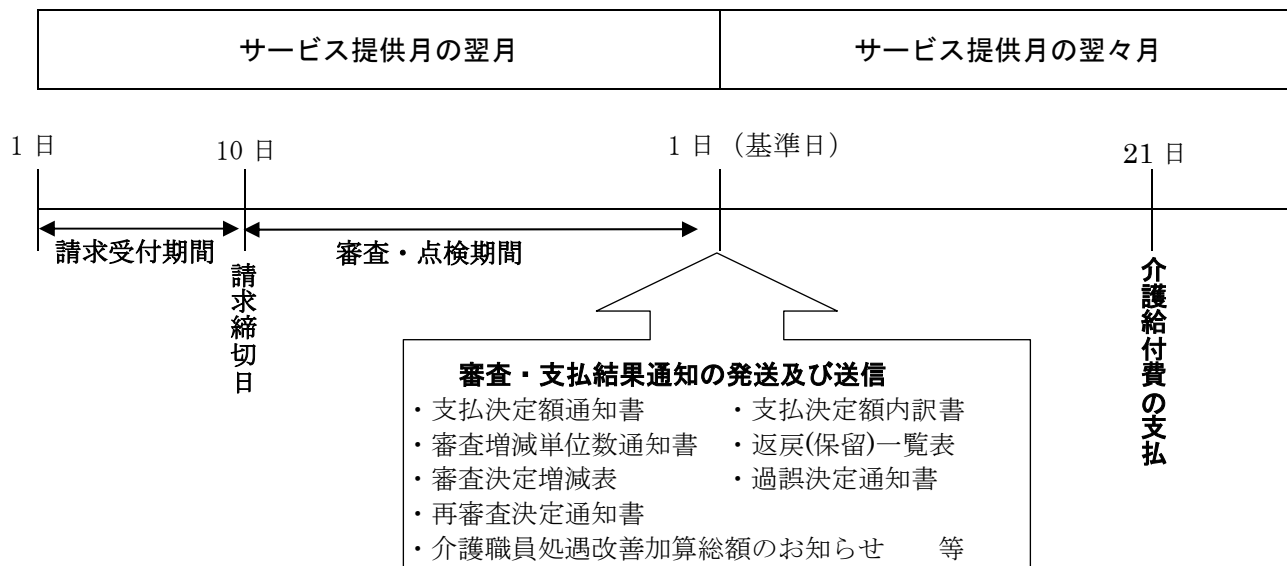 サービス提供月の翌月
サービス提供月の翌々月
1 日
10 日
1 日（基準日）
21 日
請求受付期間
審査・点検期間
請求締切日
介護給付費の支払
審査・支払結果通知の発送及び送信
・支払決定額通知書 ・支払決定額内訳書
・審査増減単位数通知書 ・返戻(保留)一覧表
・審査決定増減表 ・過誤決定通知書
・再審査決定通知書
・介護職員処遇改善加算総額のお知らせ 等